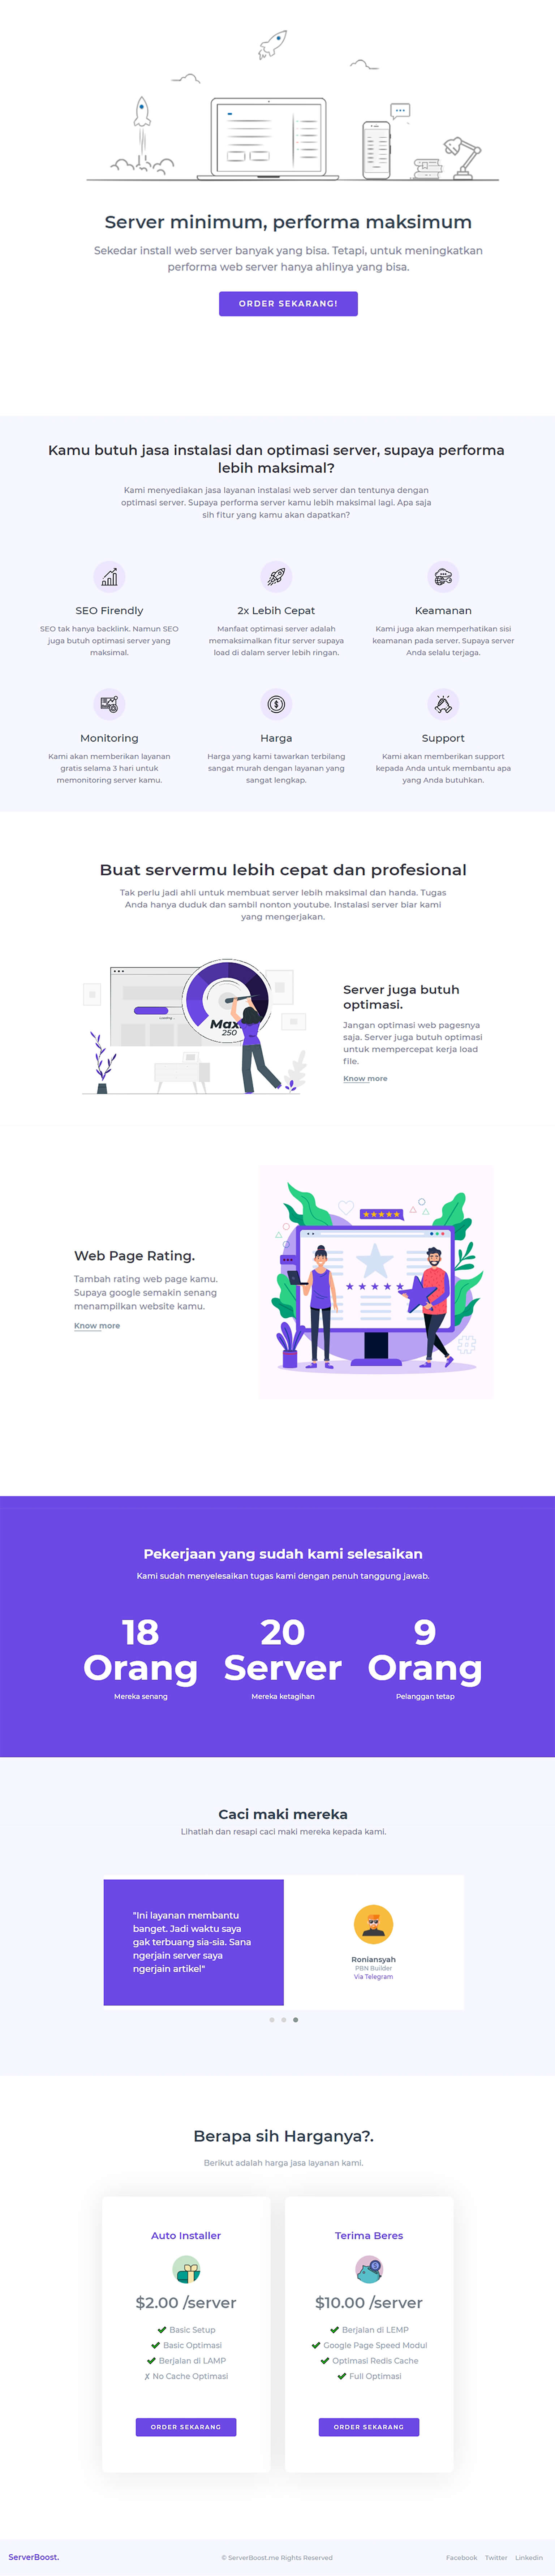 Server minimum, performa maksimum
Sekedar install web server banyak yang bisa. Tetapi, untuk meningkatkan
performa web server hanya ahlinya yang bisa.
ORDER SEKARANG!
Kamu butuh jasa instalasi dan optimasi server, supaya performa
lebih maksimal?
Kami menyediakan jasa layanan instalasi web server dan tentunya dengan
optimasi server. Supaya performa server kamu lebih maksimal lagi. Apa saja
sih fitur yang kamu akan dapatkan?
SEO Firendly
SEO tak hanya backlink. Namun SEO
juga butuh optimasi server yang
maksimal.
2x Lebih Cepat
Manfaat optimasi server adalah
memaksimalkan fitur server supaya
load di dalam server lebih ringan.
Keamanan
Kami juga akan memperhatikan sisi
keamanan pada server. Supaya server
Anda selalu terjaga.
Monitoring
Kami akan memberikan layanan
gratis selama 3 hari untuk
memonitoring server kamu.
Harga
Harga yang kami tawarkan terbilang
sangat murah dengan layanan yang
sangat lengkap.
Support
Kami akan memberikan support
kepada Anda untuk membantu apa
yang Anda butuhkan.
Buat servermu lebih cepat dan profesional
Tak perlu jadi ahli untuk membuat server lebih maksimal dan handa. Tugas
Anda hanya duduk dan sambil nonton youtube. Instalasi server biar kami
yang mengerjakan.
Loading...
Max
250
Server juga butuh
optimasi.
Jangan optimasi web pagesnya
saja. Server juga butuh optimasi
untuk mempercepat kerja load
file.
Know more
Web Page Rating.
Tambah rating web page kamu.
Supaya google semakin senang
menampilkan website kamu.
Know more
Pekerjaan yang sudah kami selesaikan
Kami sudah menyelesaikan tugas kami dengan penuh tanggung jawab.
18
Orang
Mereka senang
20
Server
Mereka ketagihan
9
Orang
Pelanggan tetap
Caci maki mereka
Lihatlah dan resapi caci maki mereka kepada kami.
"Ini layanan membantu
banget. Jadi waktu saya
gak terbuang sia-sia. Sana
ngerjain server saya
ngerjain artikel"
Roniansyah
PBN Builder
Via Telegram
Berapa sih Harganya?.
Berikut adalah harga jasa layanan kami.
Auto Installer
$2.00 /server
✔ Basic Setup
✔ Basic Optimasi
✔ Berjalan di LAMP
✗ No Cache Optimasi
ORDER SEKARANG
Terima Beres
$10.00 /server
✔ Berjalan di LEMP
✔ Google Page Speed Modul
✔ Optimasi Redis Cache
✔ Full Optimasi
ORDER SEKARANG
ServerBoost.
© ServerBoost.me Rights Reserved
Facebook Twitter Linkedin